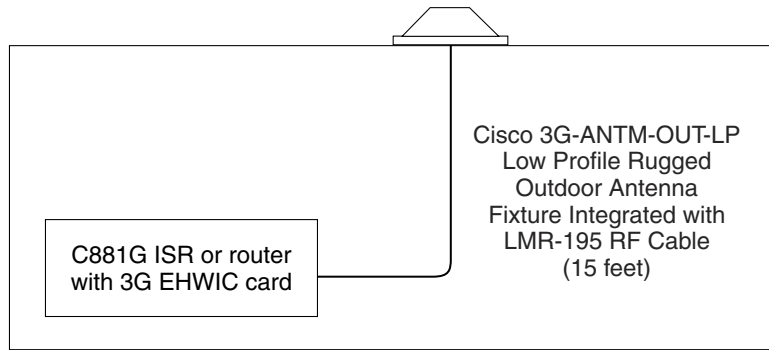 Cisco 3G-ANTM-OUT-LP
Low Profile Rugged
Outdoor Antenna
Fixture Integrated with
LMR-195 RF Cable
(15 feet)
C881G ISR or router
with 3G EHWIC card